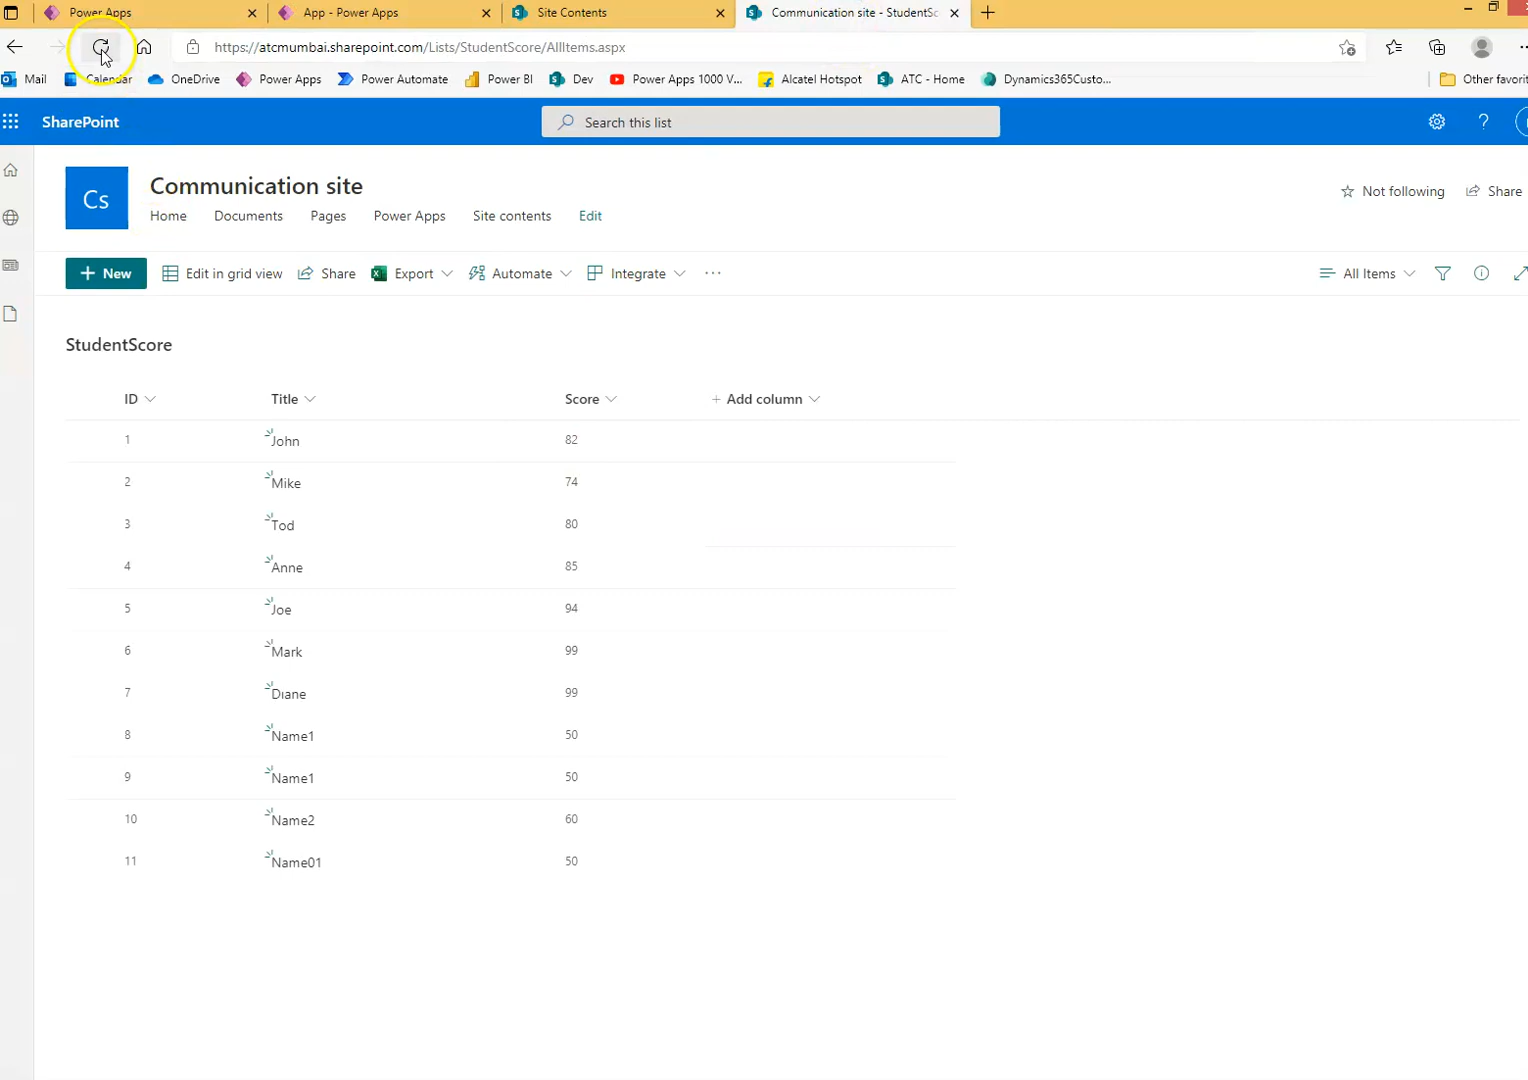 Power Apps
App - Power Apps
Site Contents
Communication site - StudentSc
https://atcmumbai.sharepoint.com/Lists/StudentScore/AllItems.aspx
Mail
Calendar
OneDrive
Power Apps
Power Automate
Power BI
Dev
Power Apps 1000 V...
Alcatel Hotspot
ATC - Home
Dynamics365Custo...
Other favorit
SharePoint
Search this list
Cs
Communication site
Not following
Share
Home
Documents
Pages
Power Apps
Site contents
Edit
New
Edit in grid view
Share
Export
Automate
Integrate
All Items
StudentScore
ID
Title
Score
+ Add column
1 John 82
2 Mike 74
3 Tod 80
4 Anne 85
5 Joe 94
6 Mark 99
7 Diane 99
8 Name1 50
9 Name1 50
10 Name2 60
11 Name01 50